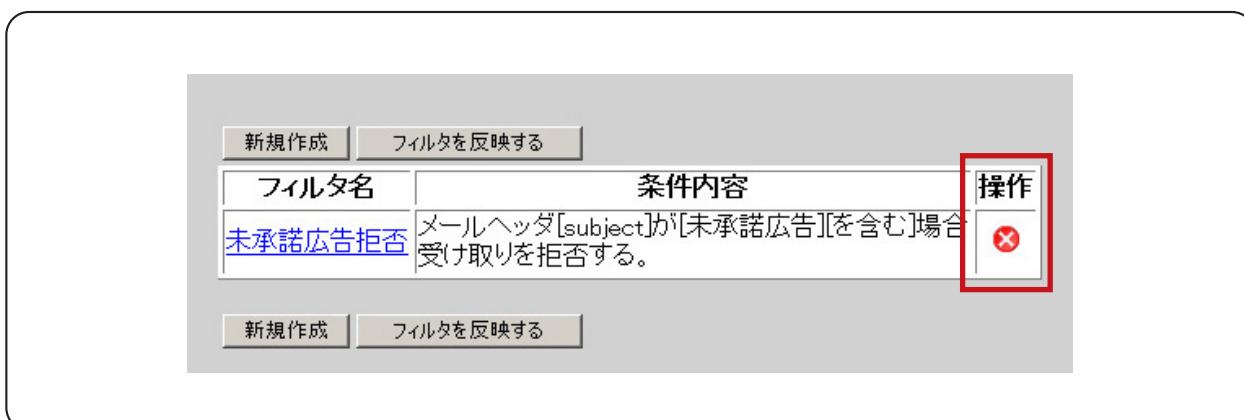 新規作成 フィルタを反映する
フィルタ名 条件内容 操作
未承諾広告拒否 メールヘッダ[subject]が[未承諾広告][を含む]場合
受け取りを拒否する。
新規作成 フィルタを反映する